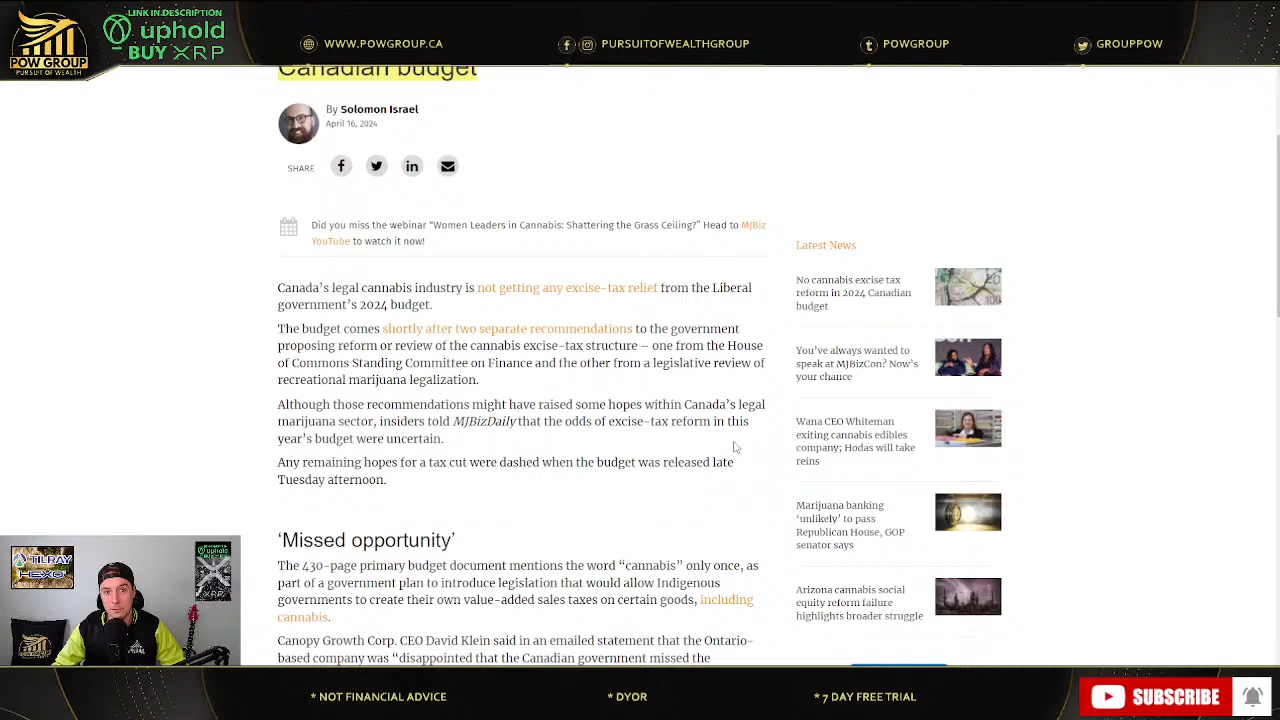 LINK IN DESCRIPTION
uphold
BUY XRP
POW GROUP
PURSUIT OF WEALTH
WWW.POWGROUP.CA
PURSUITOFWEALTHGROUP
POWGROUP
GROUPPOW
Canadian budget
By Solomon Israel
April 16, 2024
SHARE
Did you miss the webinar “Women Leaders in Cannabis: Shattering the Grass Ceiling?” Head to MJBiz
YouTube to watch it now!
Canada’s legal cannabis industry is not getting any excise-tax relief from the Liberal
government’s 2024 budget.
The budget comes shortly after two separate recommendations to the government
proposing reform or review of the cannabis excise-tax structure – one from the House
of Commons Standing Committee on Finance and the other from a legislative review of
recreational marijuana legalization.
Although those recommendations might have raised some hopes within Canada’s legal
marijuana sector, insiders told MJBizDaily that the odds of excise-tax reform in this
year’s budget were uncertain.
Any remaining hopes for a tax cut were dashed when the budget was released late
Tuesday afternoon.
‘Missed opportunity’
The 430-page primary budget document mentions the word “cannabis” only once, as
part of a government plan to introduce legislation that would allow Indigenous
governments to create their own value-added sales taxes on certain goods, including
cannabis.
Canopy Growth Corp. CEO David Klein said in an emailed statement that the Ontario-
based company was “disappointed that the Canadian government missed the
Latest News
No cannabis excise tax
reform in 2024 Canadian
budget
You’ve always wanted to
speak at MJBizCon? Now’s
your chance
Wana CEO Whiteman
exiting cannabis edibles
company; Hodas will take
reins
Marijuana banking
‘unlikely’ to pass
Republican House, GOP
senator says
Arizona cannabis social
equity reform failure
highlights broader struggle
TILRAY
HEXO
uphold
BUY XRP
* NOT FINANCIAL ADVICE
* DYOR
* 7 DAY FREE TRIAL
SUBSCRIBE